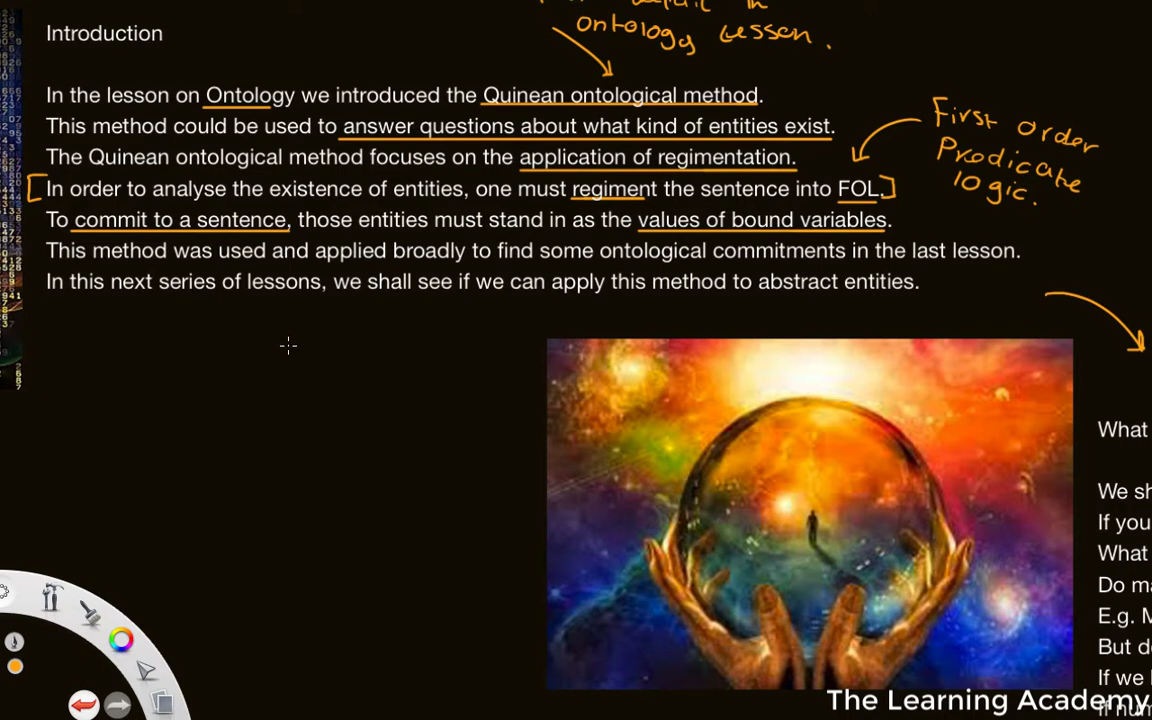 detail in
ontology Lesson.
Introduction
In the lesson on Ontology we introduced the Quinean ontological method.
This method could be used to answer questions about what kind of entities exist.
The Quinean ontological method focuses on the application of regimentation.
[In order to analyse the existence of entities, one must regiment the sentence into FOL.]
To commit to a sentence, those entities must stand in as the values of bound variables.
This method was used and applied broadly to find some ontological commitments in the last lesson.
In this next series of lessons, we shall see if we can apply this method to abstract entities.
First order
Predicate
logic.
What
We sh
If you
What
Do ma
E.g. M
But d
If we
The Learning Academy